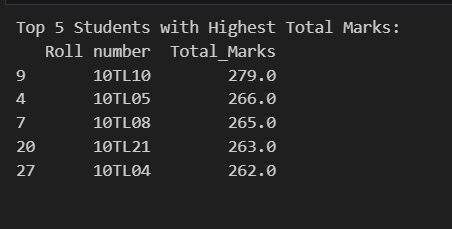 Top 5 Students with Highest Total Marks:
Roll number Total_Marks
9 10TL10 279.0
4 10TL05 266.0
7 10TL08 265.0
20 10TL21 263.0
27 10TL04 262.0